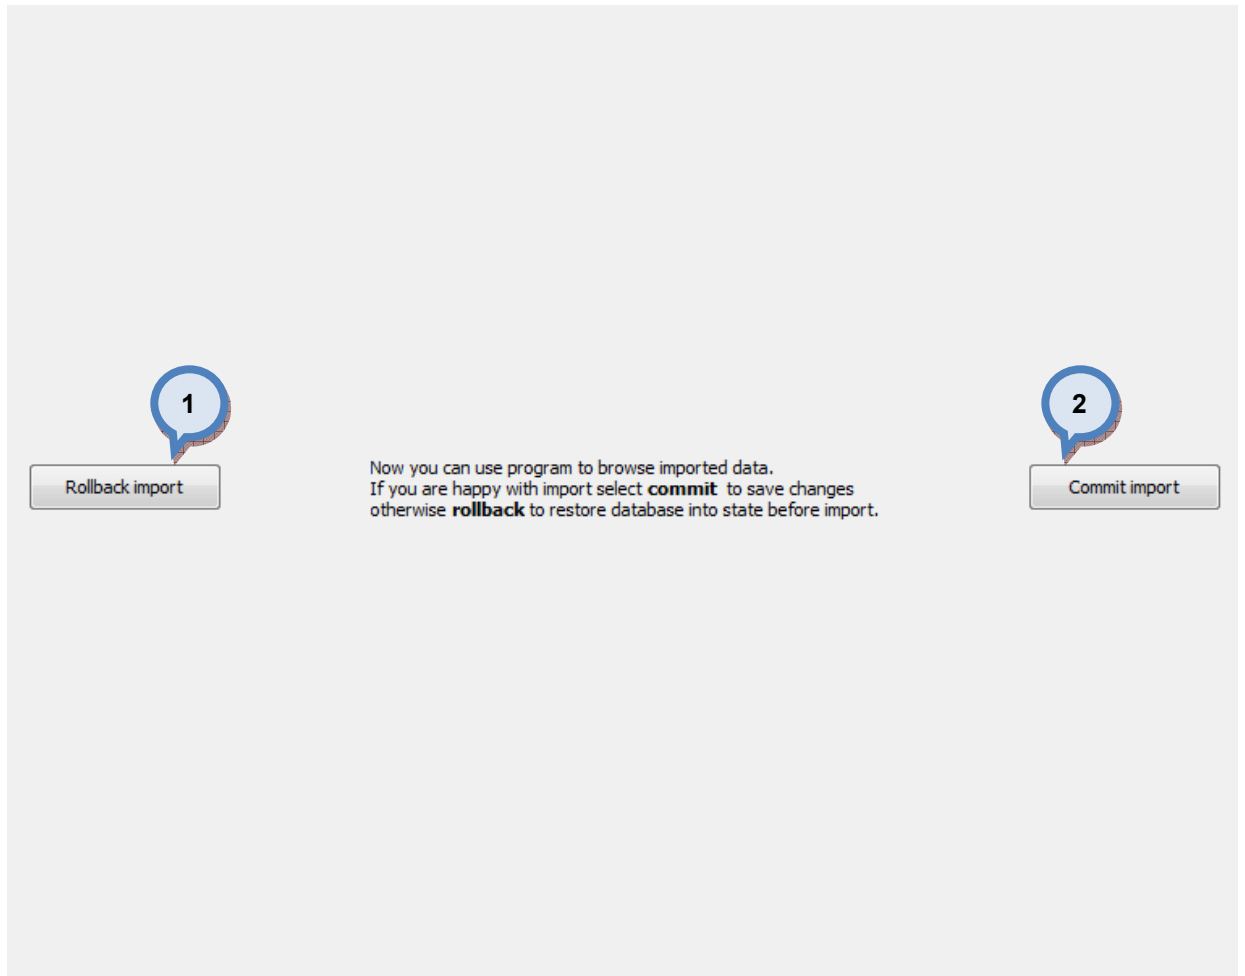 1
2
Rollback import
Now you can use program to browse imported data.
If you are happy with import select commit to save changes
otherwise rollback to restore database into state before import.
Commit import